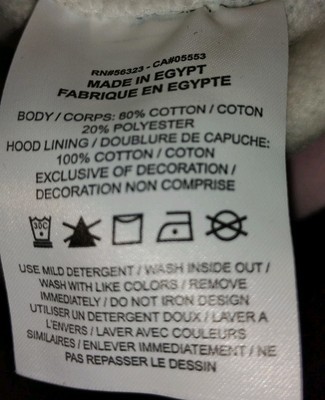 RN#56323 - CA#05553
MADE IN EGYPT
FABRIQUE EN EGYPTE
BODY / CORPS: 80% COTTON / COTON
20% POLYESTER
HOOD LINING / DOUBLURE DE CAPUCHE:
100% COTTON / COTON
EXCLUSIVE OF DECORATION /
DECORATION NON COMPRISE
30C
USE MILD DETERGENT / WASH INSIDE OUT /
WASH WITH LIKE COLORS / REMOVE
IMMEDIATELY / DO NOT IRON DESIGN
UTILISER UN DETERGENT DOUX / LAVER A
L'ENVERS / LAVER AVEC COULEURS
SIMILAIRES / ENLEVER IMMEDIATEMENT / NE
PAS REPASSER LE DESSIN